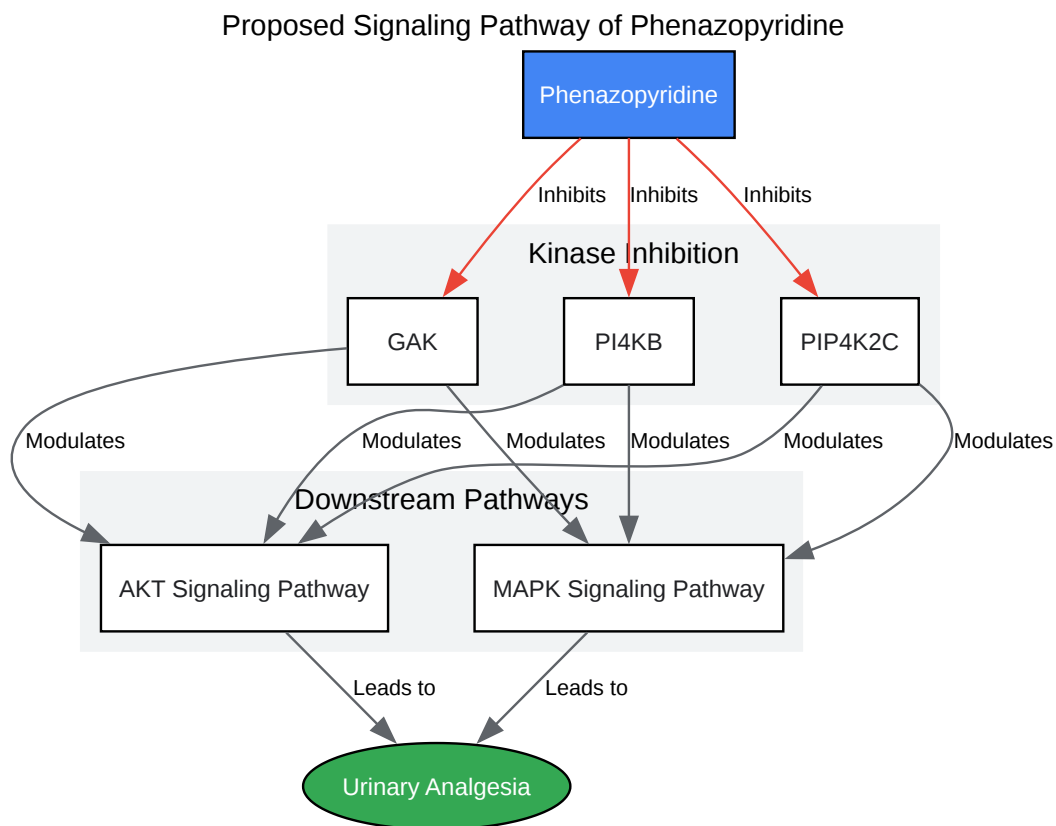 Proposed Signaling Pathway of Phenazopyridine
Phenazopyridine
Inhibits
Inhibits
Inhibits
Kinase Inhibition
GAK
PI4KB
PIP4K2C
Modulates
Modulates
Modulates
Modulates
Modulates
Modulates
Downstream Pathways
AKT Signaling Pathway
MAPK Signaling Pathway
Leads to
Leads to
Urinary Analgesia